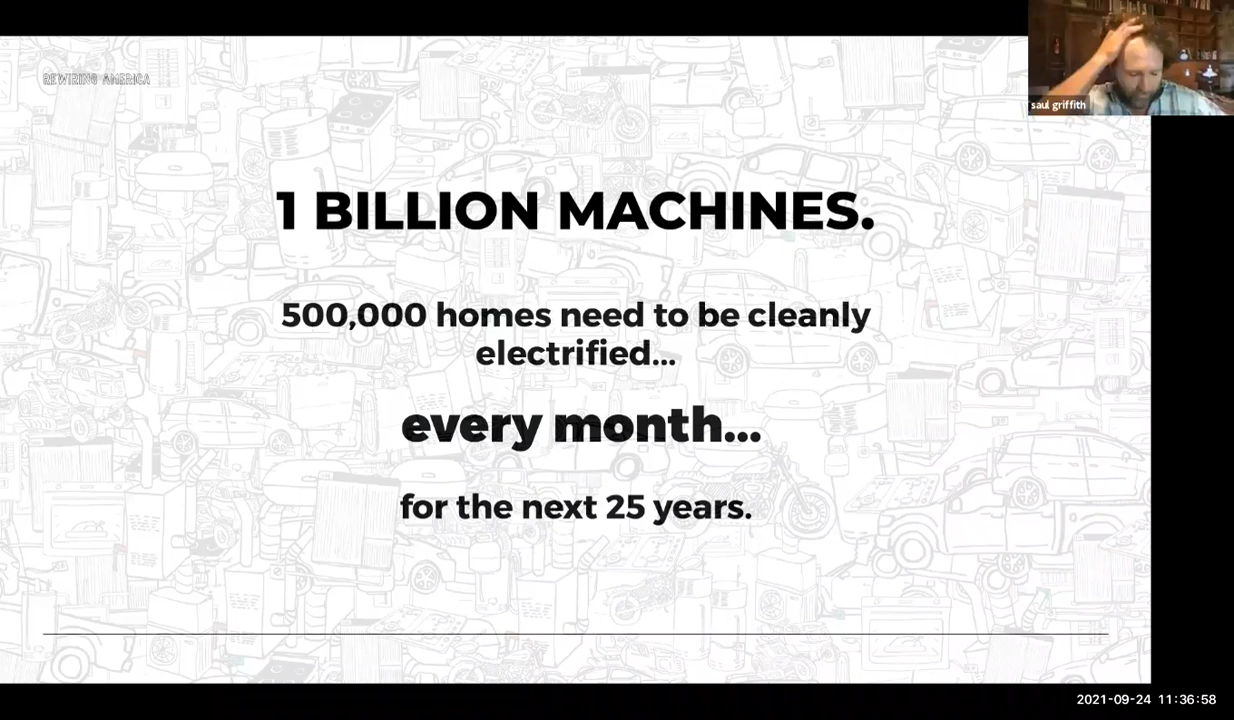 REWIRING AMERICA
saul griffith
1 BILLION MACHINES.
500,000 homes need to be cleanly
electrified...
every month...
for the next 25 years.
2021-09-24 11:36:58